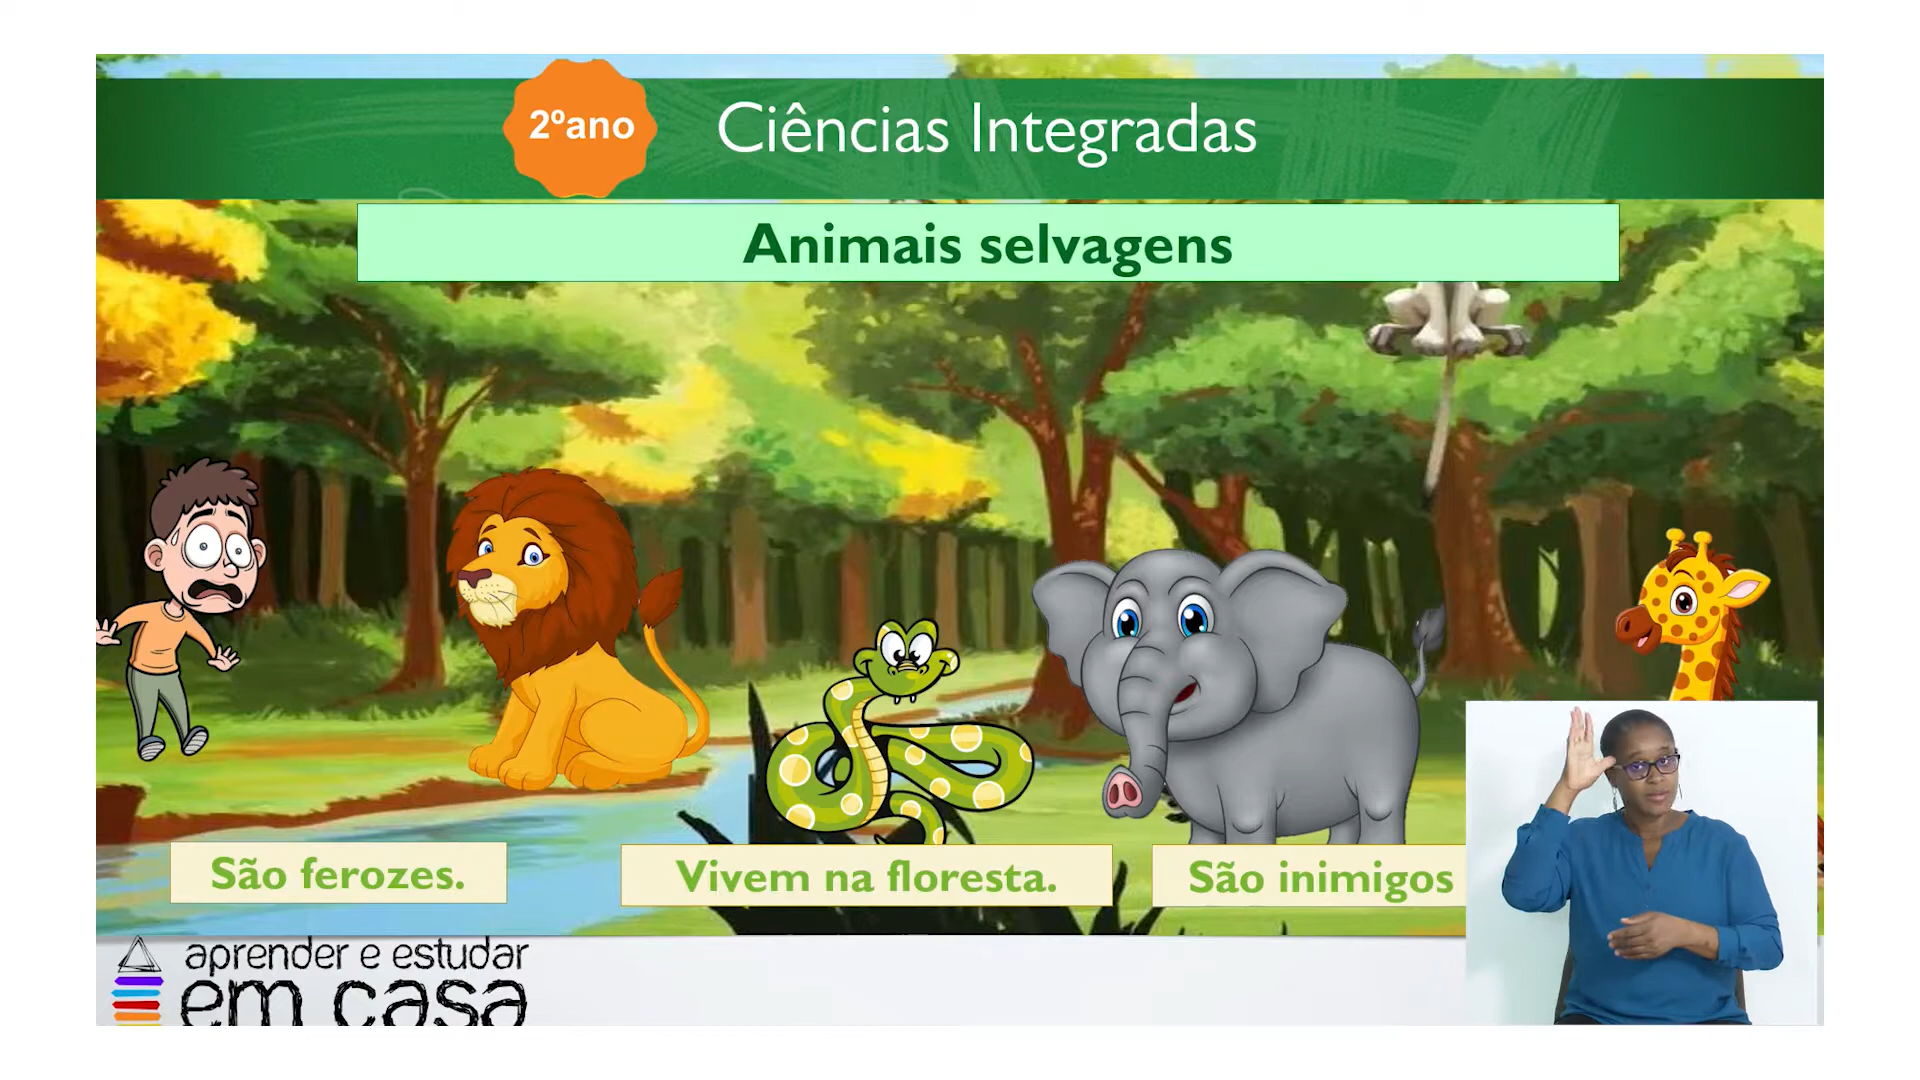 2ºano
Ciências Integradas
Animais selvagens
São ferozes.
Vivem na floresta.
São inimigos
aprender e estudar
em casa